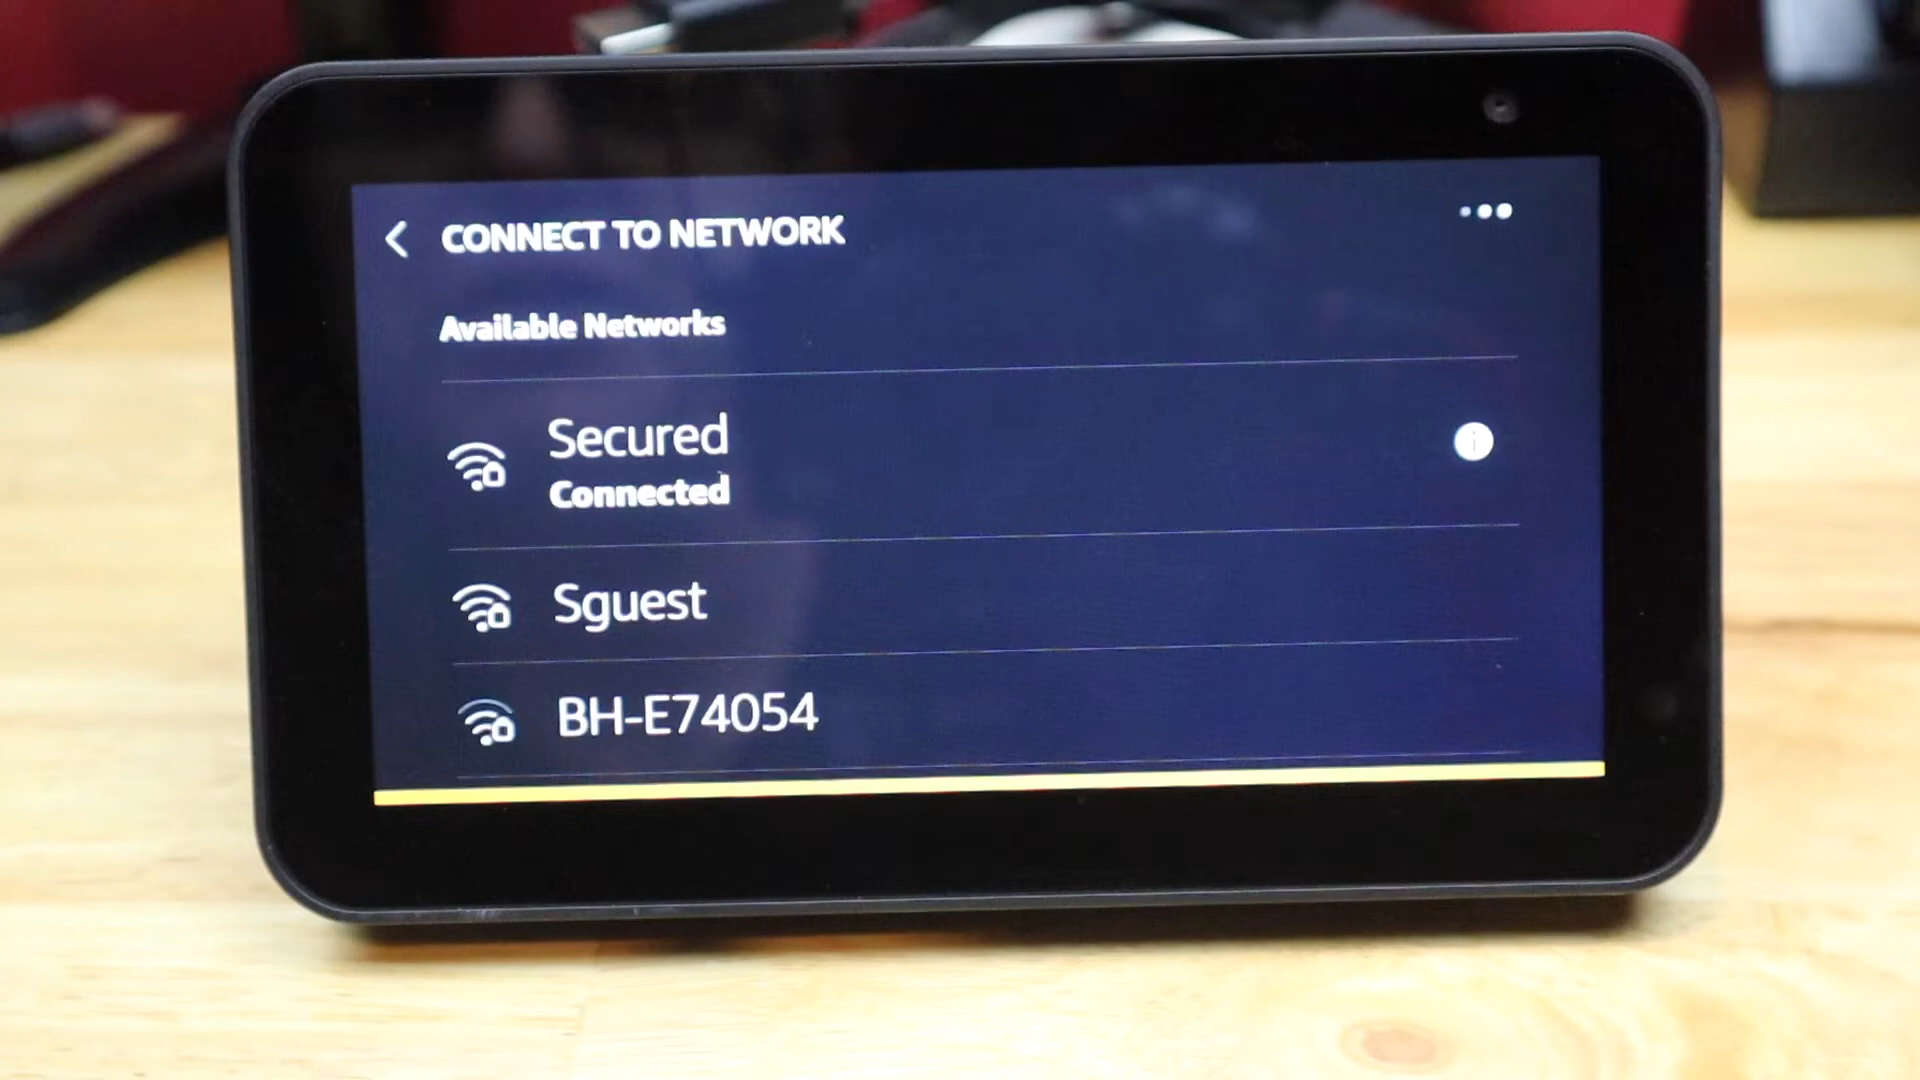 CONNECT TO NETWORK
Available Networks
Secured
Connected
Sguest
BH-E74054